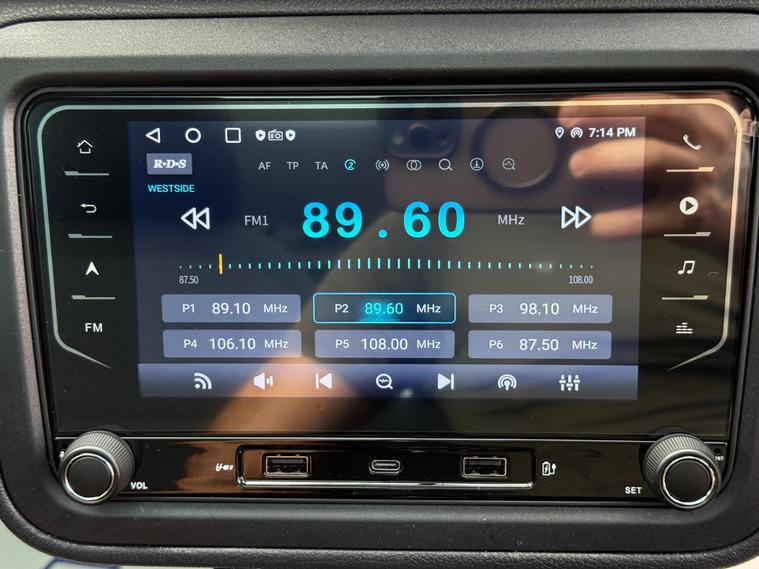 7:14 PM
R·D·S
AF TP TA
WESTSIDE
FM1 89.60 MHz
87.50 108.00
P1 89.10 MHz P2 89.60 MHz P3 98.10 MHz
FM
P4 106.10 MHz P5 108.00 MHz P6 87.50 MHz
VOL
SET